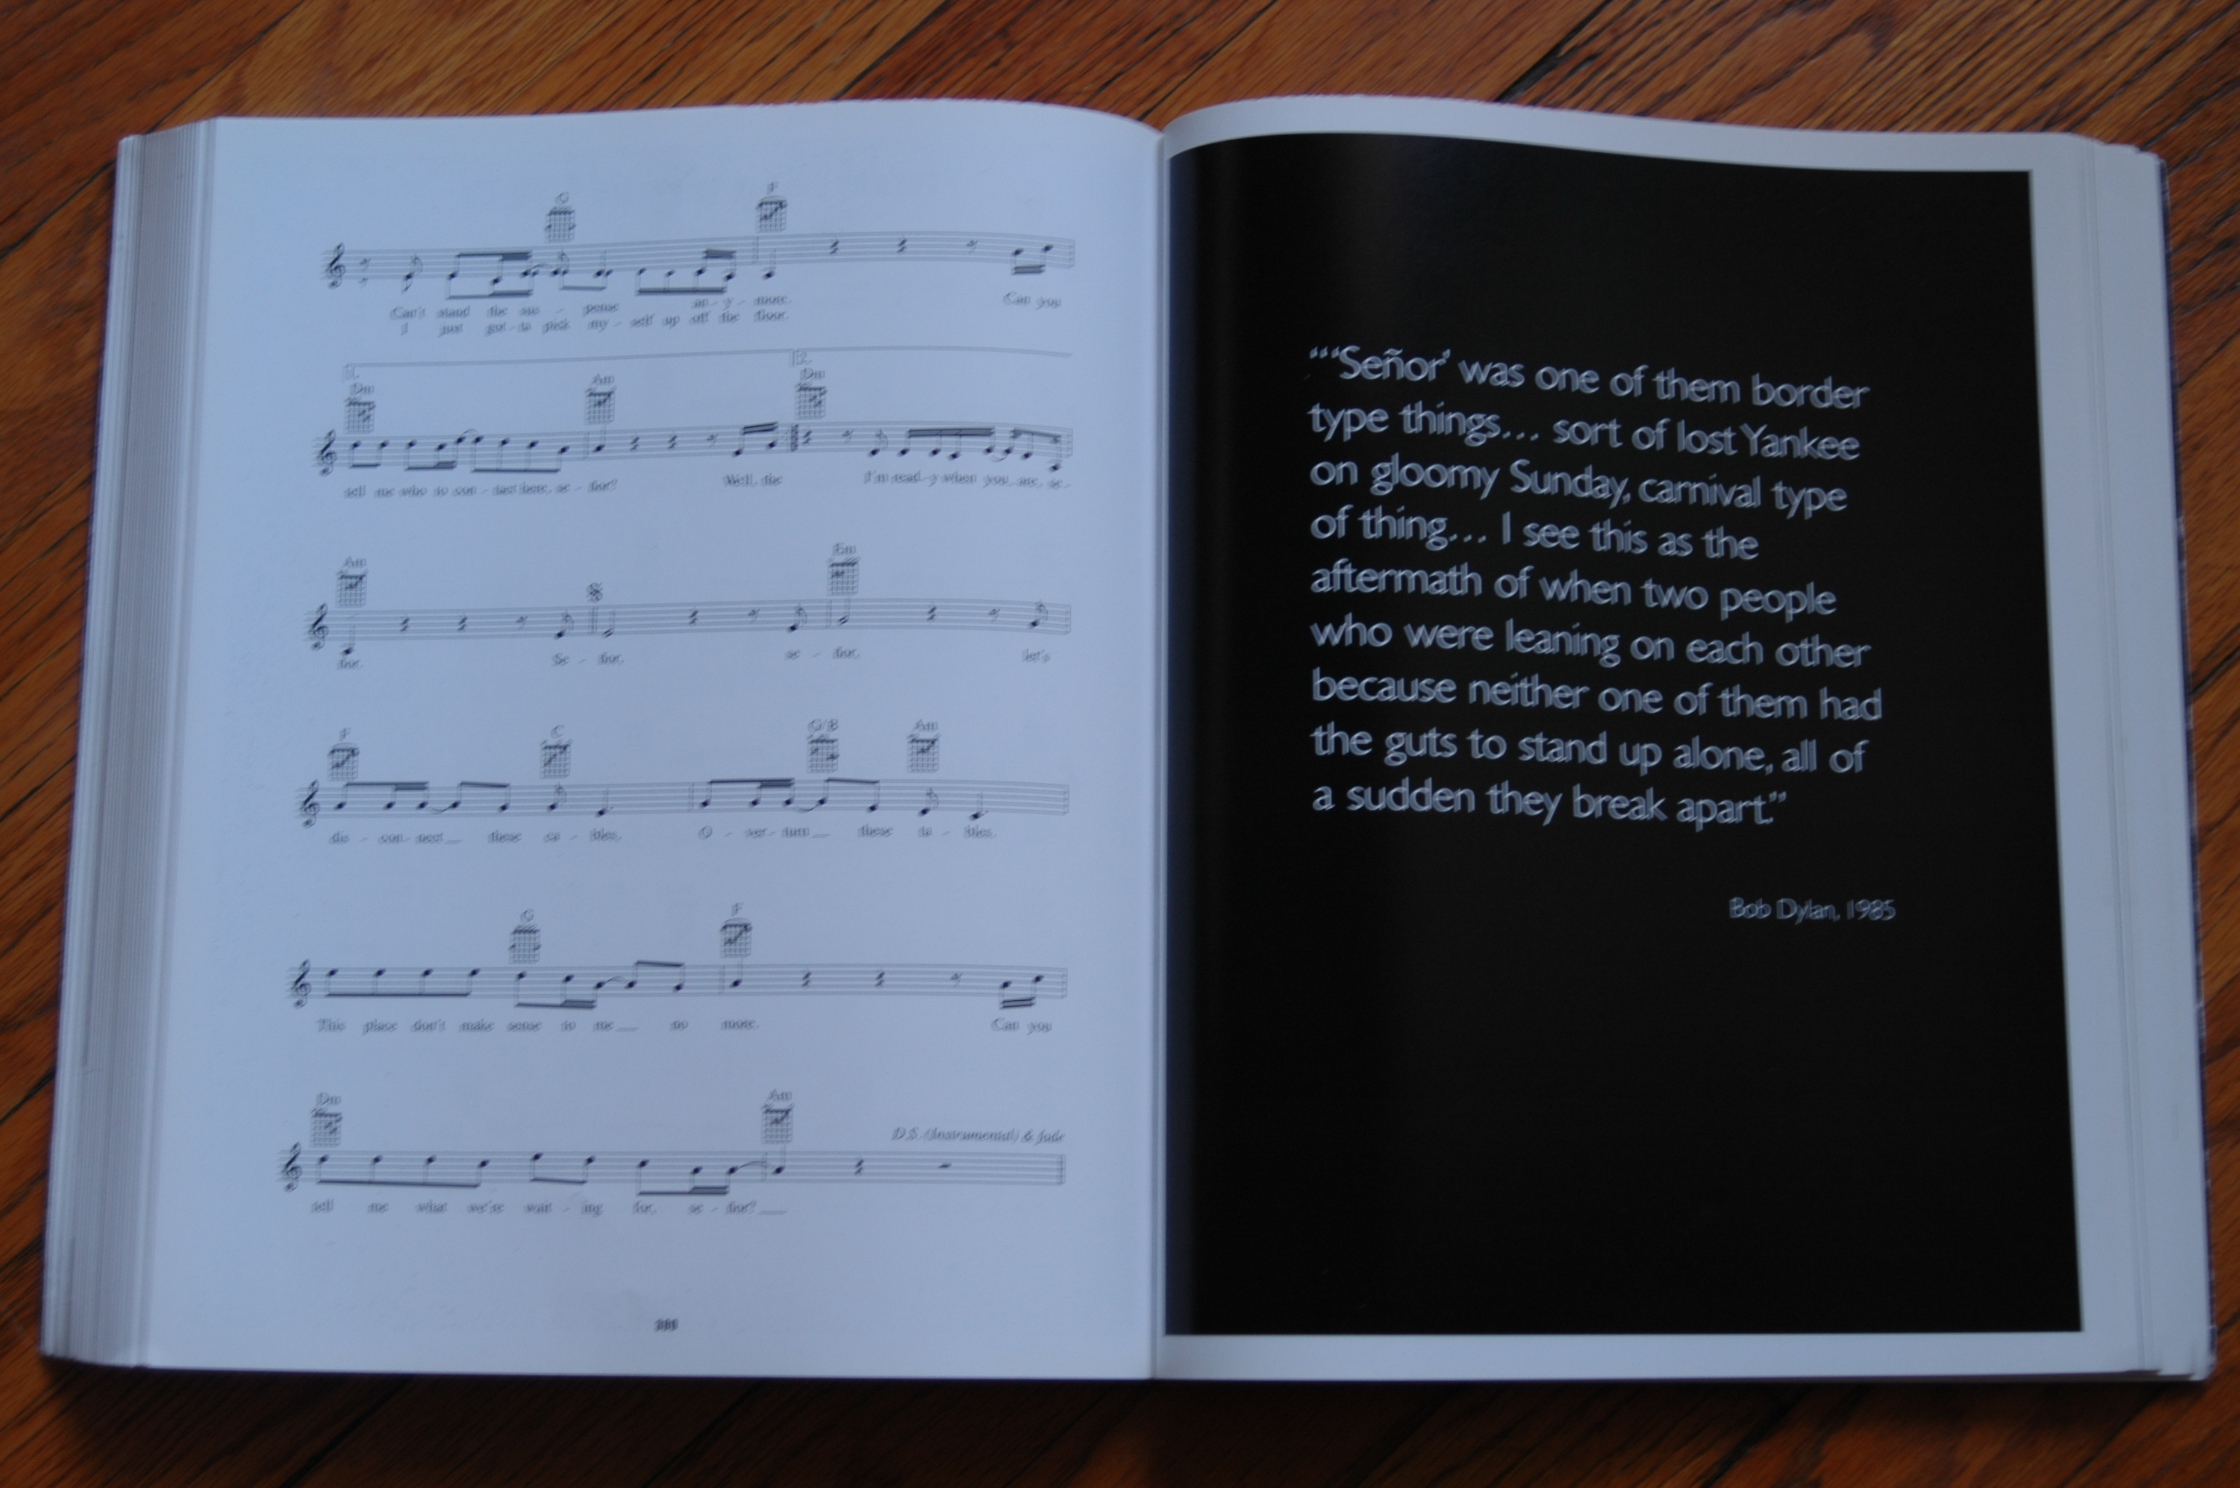 G F
Can't stand the sus - pense an - y - more. Can you
I just got - ta pick my - self up off the floor.
1. 2.
Dm Am Dm
tell me who to con - tact here, se - ñor? Well, the I'm read - y when you are, se -
Am Em
ñor. Se - ñor, se - ñor, let's
F C G/B Am
dis - con - nect these ca - bles, O - ver - turn these ta - bles.
G F
This place don't make sense to me no more. Can you
Dm Am
D.S. (Instrumental) & fade
tell me what we're wait - ing for, se - ñor?
“‘Señor’ was one of them border
type things... sort of lost Yankee
on gloomy Sunday, carnival type
of thing... I see this as the
aftermath of when two people
who were leaning on each other
because neither one of them had
the guts to stand up alone, all of
a sudden they break apart.”
Bob Dylan, 1985